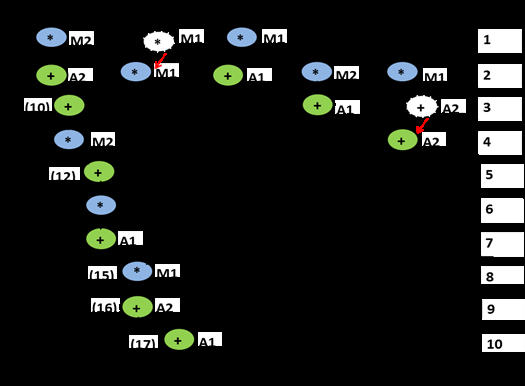 * M2 * M1 * M1 1
+ A2 * M1 + A1 * M2 * M1 2
(10) + + A1 + A2 3
* M2 + A2 4
(12) + 5
* 6
+ A1 7
(15) * M1 8
(16) + A2 9
(17) + A1 10